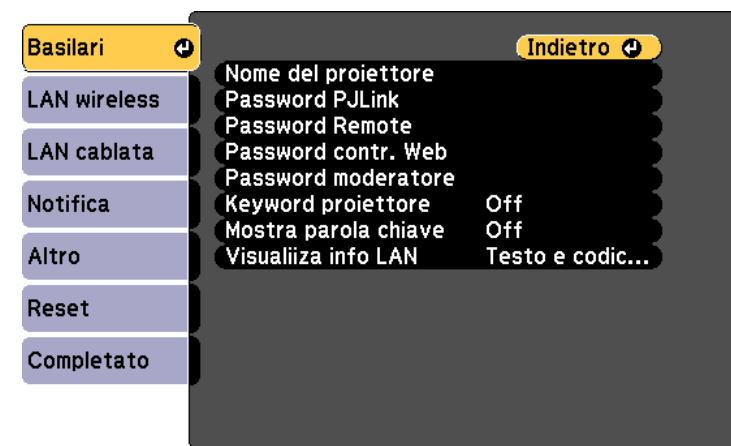 Basilari
LAN wireless
LAN cablata
Notifica
Altro
Reset
Completato
Indietro
Nome del proiettore
Password PJLink
Password Remote
Password contr. Web
Password moderatore
Keyword proiettore Off
Mostra parola chiave Off
Visualiiza info LAN Testo e codic...